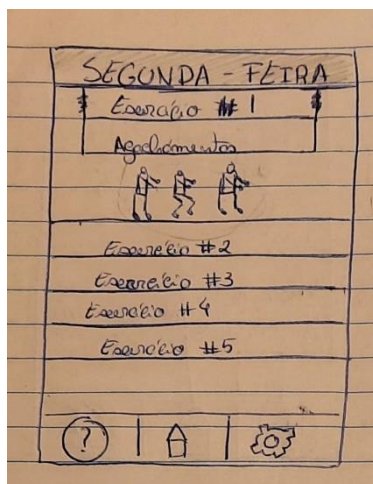 SEGUNDA - FEIRA
Exercício #1
Agachamentos
Exercício #2
Exercício #3
Exercício #4
Exercício #5
?